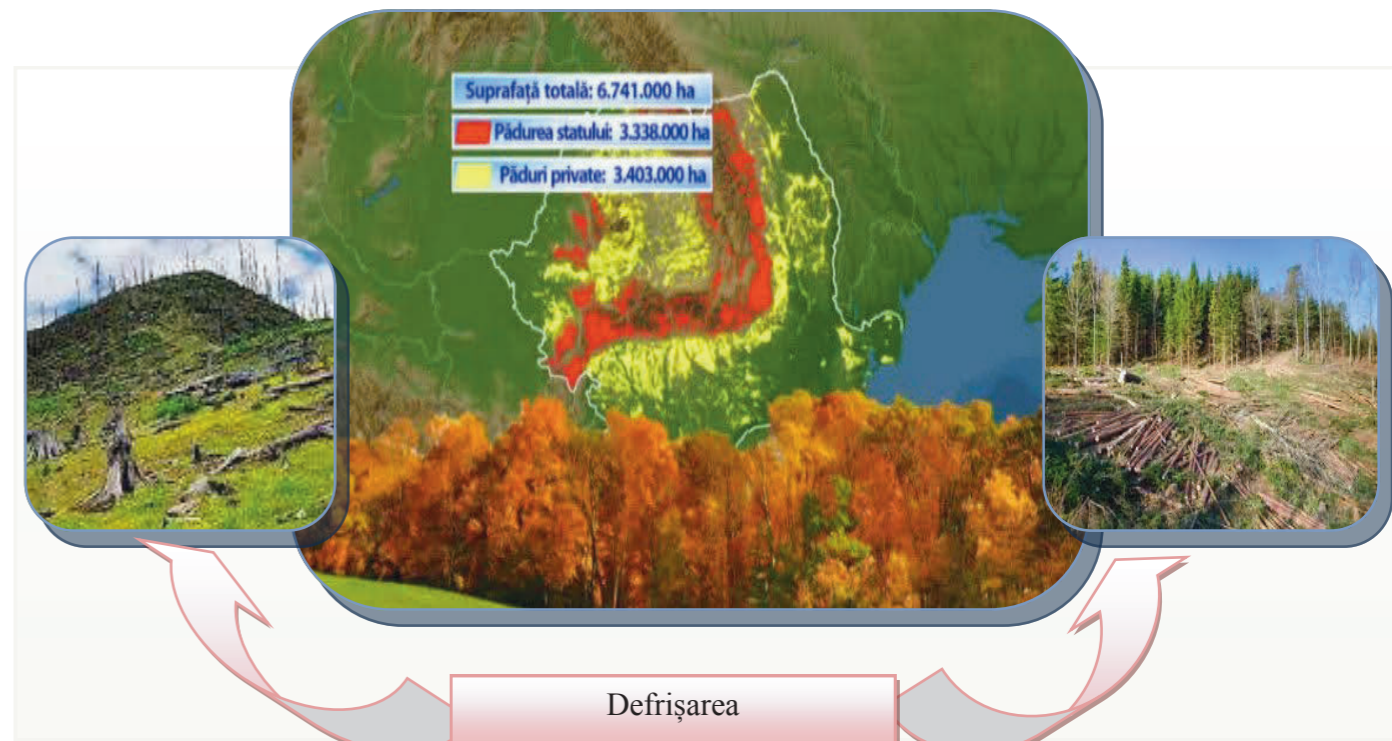 Suprafață totală: 6.741.000 ha
Pădurea statului: 3.338.000 ha
Păduri private: 3.403.000 ha
Defrișarea